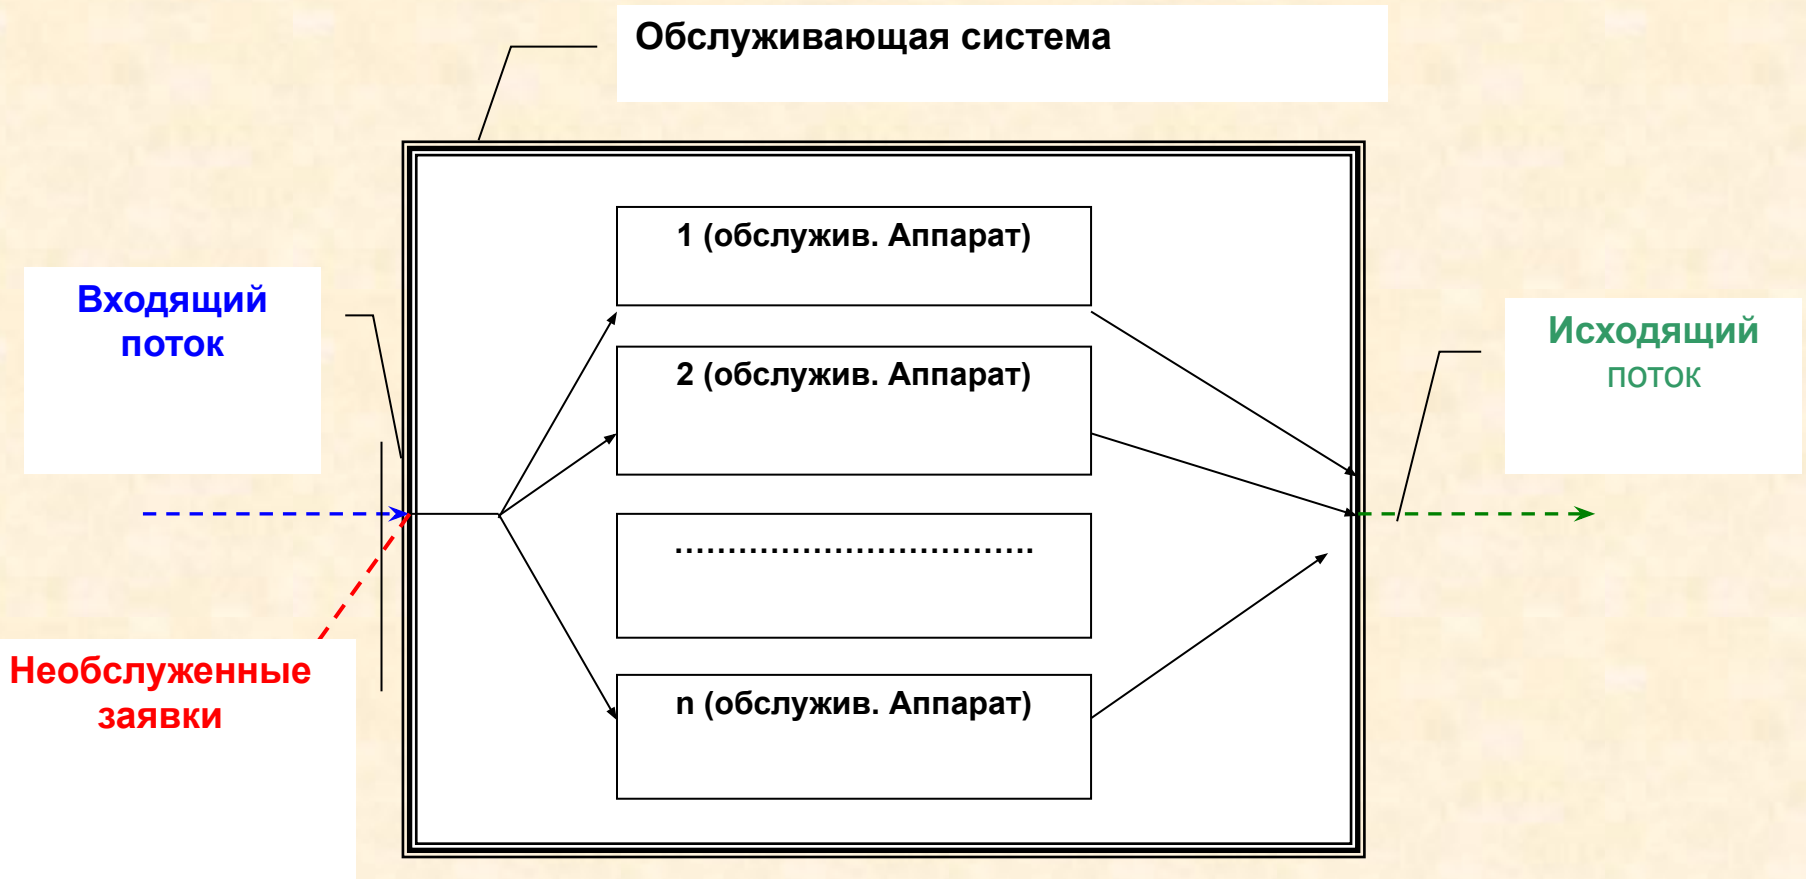 Обслуживающая система
1 (обслужив. Аппарат)
Входящий
поток
Исходящий
поток
2 (обслужив. Аппарат)
…………………………….
Необслуженные
заявки
n (обслужив. Аппарат)